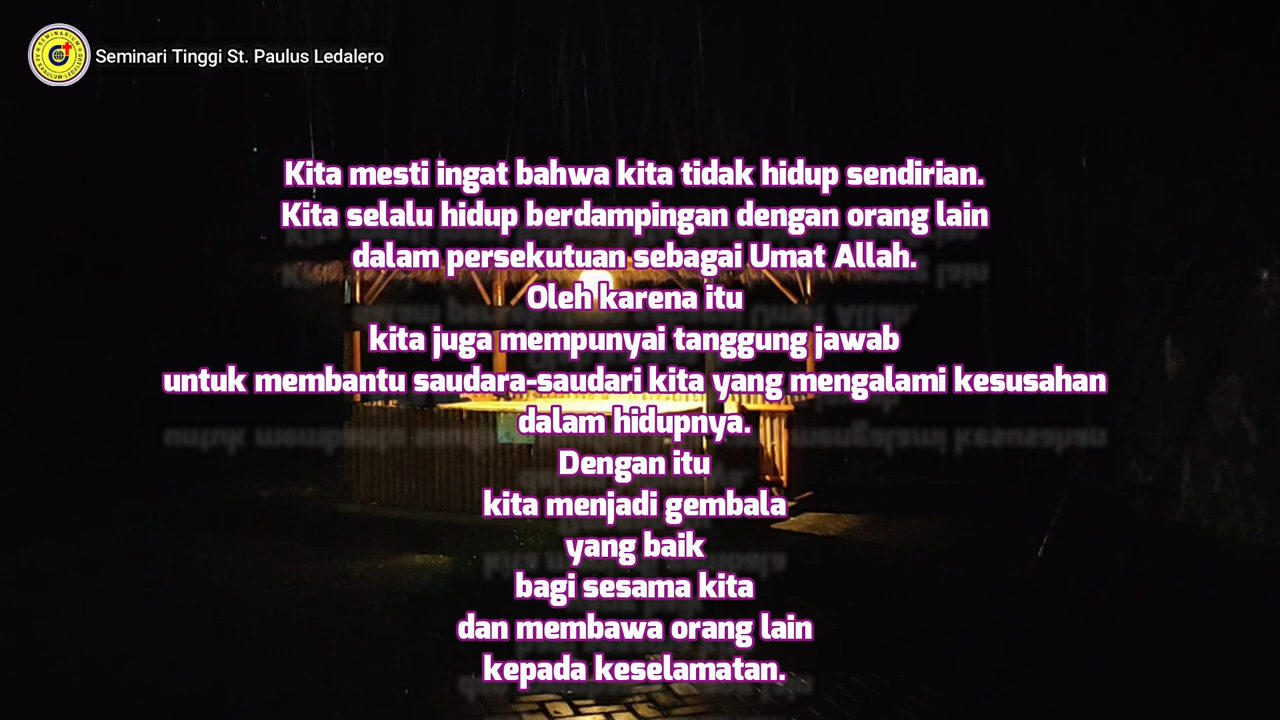 Seminari Tinggi St. Paulus Ledalero
Kita mesti ingat bahwa kita tidak hidup sendirian.
Kita selalu hidup berdampingan dengan orang lain
dalam persekutuan sebagai Umat Allah.
Oleh karena itu
kita juga mempunyai tanggung jawab
untuk membantu saudara-saudari kita yang mengalami kesusahan
dalam hidupnya.
Dengan itu
kita menjadi gembala
yang baik
bagi sesama kita
dan membawa orang lain
kepada keselamatan.